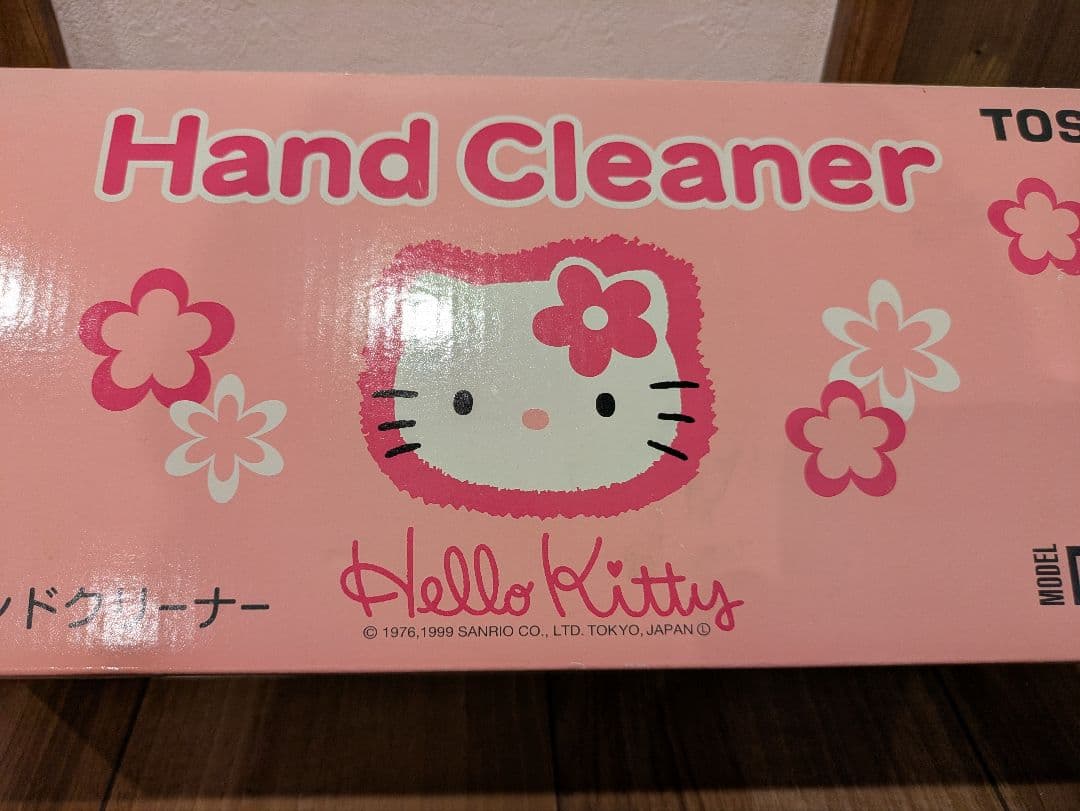 Hand Cleaner
TOS
Hello Kitty
© 1976,1999 SANRIO CO., LTD. TOKYO, JAPAN Ⓛ
ンドクリーナー
MODEL